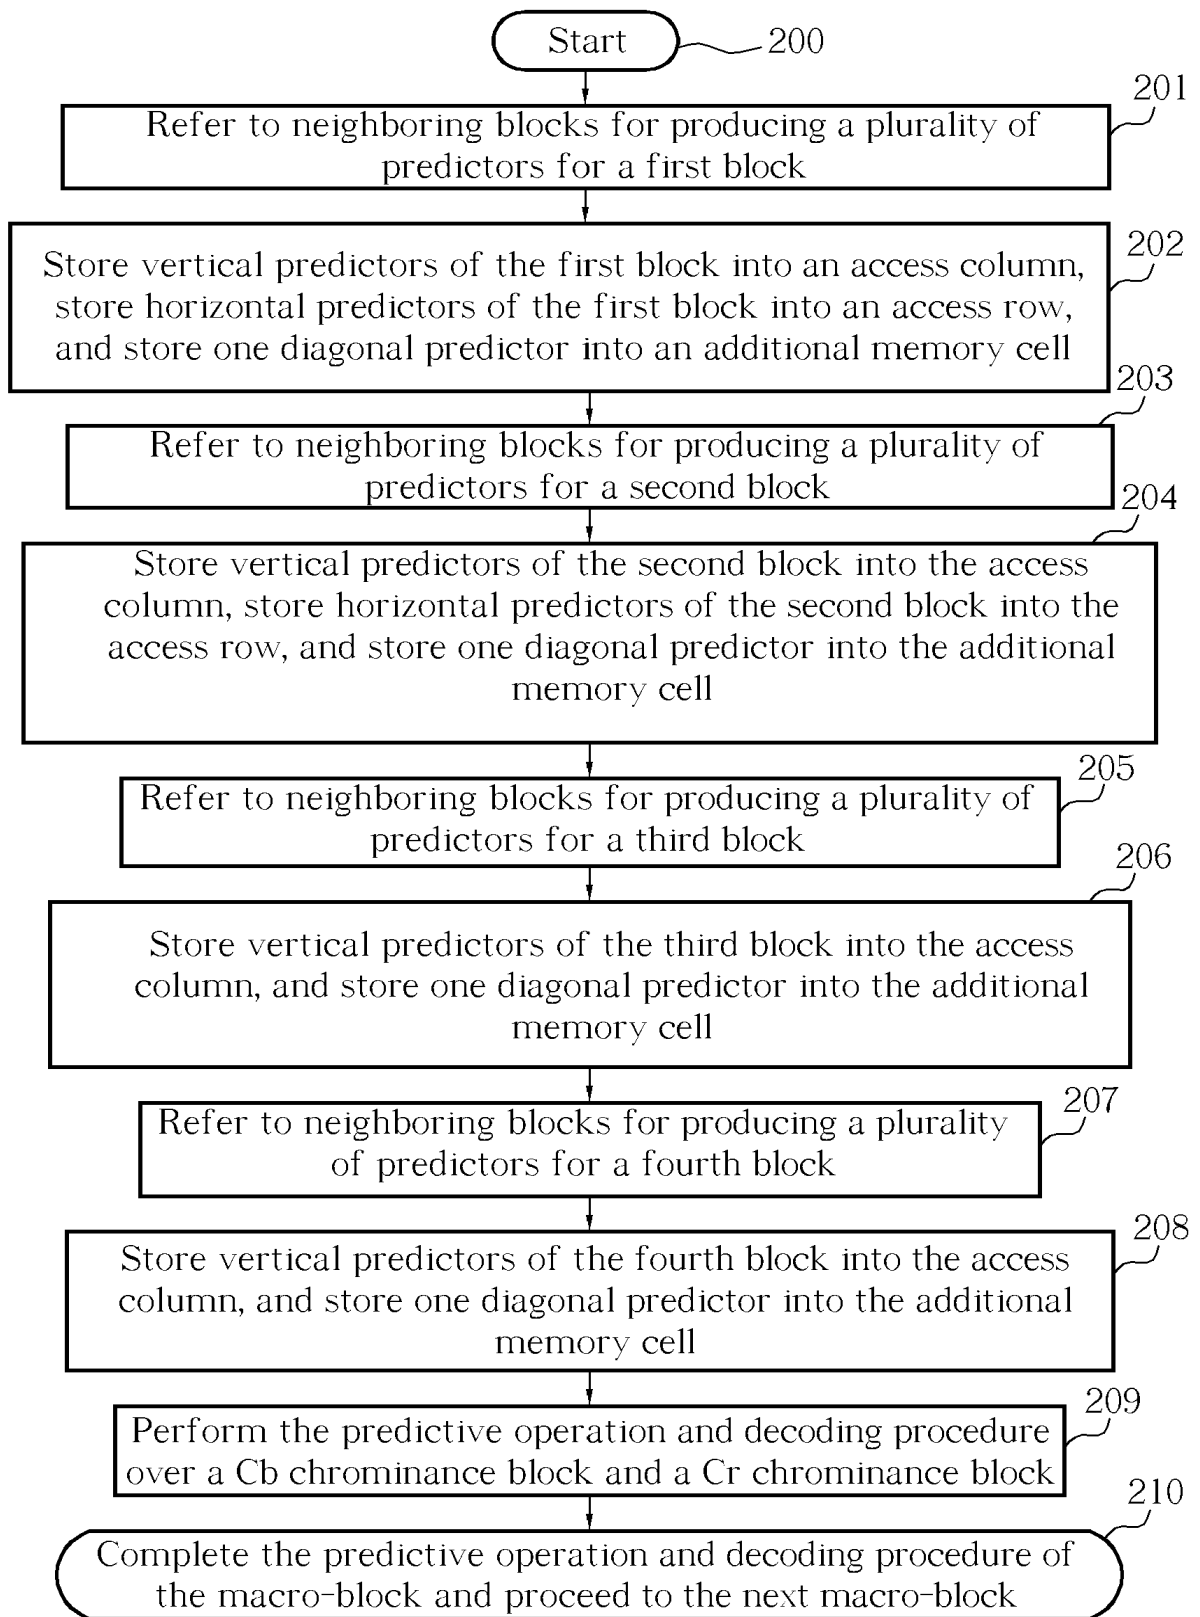 Start
200
201
Refer to neighboring blocks for producing a plurality of
predictors for a first block
202
Store vertical predictors of the first block into an access column,
store horizontal predictors of the first block into an access row,
and store one diagonal predictor into an additional memory cell
203
Refer to neighboring blocks for producing a plurality of
predictors for a second block
204
Store vertical predictors of the second block into the access
column, store horizontal predictors of the second block into the
access row, and store one diagonal predictor into the additional
memory cell
205
Refer to neighboring blocks for producing a plurality of
predictors for a third block
206
Store vertical predictors of the third block into the access
column, and store one diagonal predictor into the additional
memory cell
207
Refer to neighboring blocks for producing a plurality
of predictors for a fourth block
208
Store vertical predictors of the fourth block into the access
column, and store one diagonal predictor into the additional
memory cell
209
Perform the predictive operation and decoding procedure
over a Cb chrominance block and a Cr chrominance block
210
Complete the predictive operation and decoding procedure of
the macro-block and proceed to the next macro-block